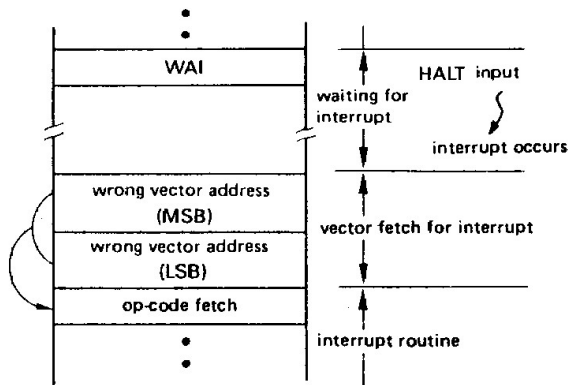 WAI
HALT input
waiting for
interrupt
interrupt occurs
wrong vector address
(MSB)
vector fetch for interrupt
wrong vector address
(LSB)
op-code fetch
interrupt routine